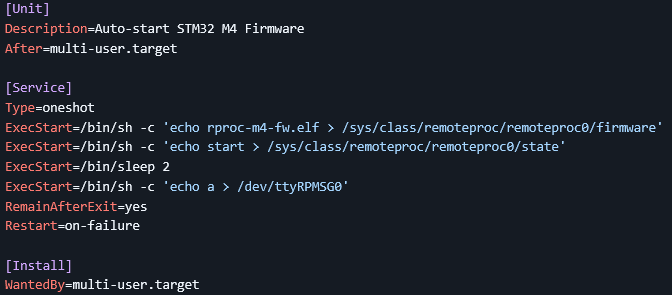 [Unit]
Description=Auto-start STM32 M4 Firmware
After=multi-user.target
[Service]
Type=oneshot
ExecStart=/bin/sh -c 'echo rproc-m4-fw.elf > /sys/class/remoteproc/remoteproc0/firmware'
ExecStart=/bin/sh -c 'echo start > /sys/class/remoteproc/remoteproc0/state'
ExecStart=/bin/sleep 2
ExecStart=/bin/sh -c 'echo a > /dev/ttyRPMSG0'
RemainAfterExit=yes
Restart=on-failure
[Install]
WantedBy=multi-user.target